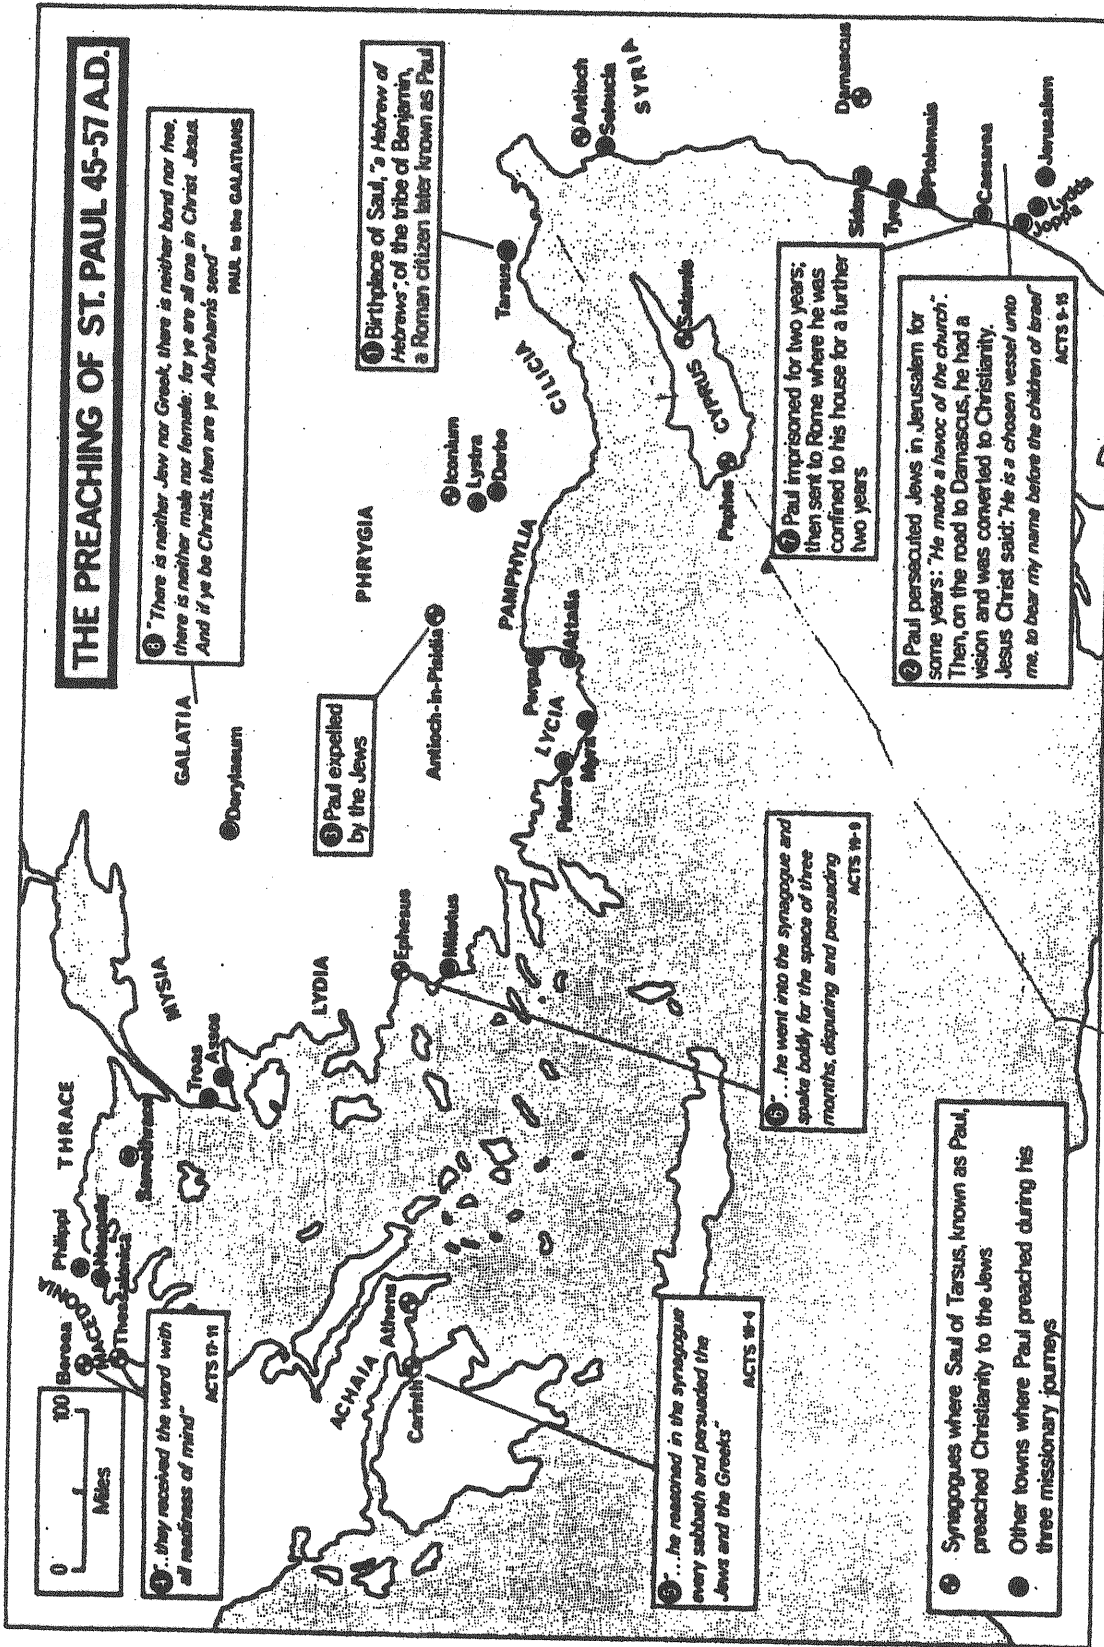 THE PREACHING OF ST. PAUL 45-57 A.D.
0 100
Miles
⑧ "There is neither Jew nor Greek, there is neither bond nor free,
there is neither male nor female: for ye are all one in Christ Jesus.
And if ye be Christ's, then are ye Abraham's seed"
PAUL to the GALATIANS
④ "...they received the word with
all readiness of mind"
ACTS 17-11
① Birthplace of Saul, "a Hebrew of
Hebrews", of the tribe of Benjamin,
a Roman citizen later known as Paul
③ Paul expelled
by the Jews
⑤ "...he reasoned in the synagogue
every sabbath and persuaded the
Jews and the Greeks"
ACTS 18-4
⑥ "...he went into the synagogue and
spake boldly for the space of three
months, disputing and persuading
ACTS 19-9
⑦ Paul imprisoned for two years;
then sent to Rome where he was
confined to his house for a further
two years
② Paul persecuted Jews in Jerusalem for
some years: "He made a havoc of the church".
Then, on the road to Damascus, he had a
vision and was converted to Christianity.
Jesus Christ said: "He is a chosen vessel unto
me, to bear my name before the children of Israel"
ACTS 9-15
Synagogues where Saul of Tarsus, known as Paul,
preached Christianity to the Jews
Other towns where Paul preached during his
three missionary journeys
Beroea
MACEDONIA
Philippi
Neapolis
Thessalonica
THRACE
Samothrace
MYSIA
Troas
Assos
GALATIA
Dorylaeum
LYDIA
PHRYGIA
ACHAIA
Athens
Corinth
Ephesus
Miletus
Antioch-in-Pisidia
Iconium
Lystra
Derbe
PAMPHYLIA
Perga
Attalia
LYCIA
Patara
Myra
CILICIA
Tarsus
Antioch
Seleucia
SYRIA
CYPRUS
Salamis
Paphos
Damascus
Sidon
Tyre
Ptolemais
Caesarea
Joppa
Lydda
Jerusalem